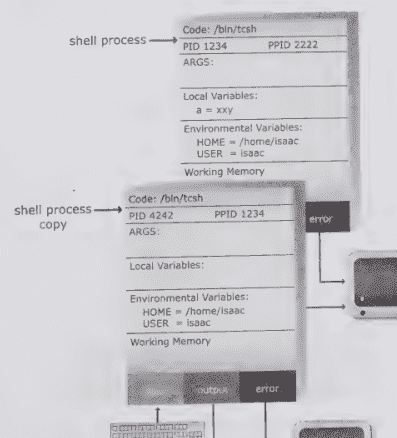 shell process
Code: /bin/tcsh
PID 1234 PPID 2222
ARGS:
Local Variables:
a = xxy
Environmental Variables:
HOME = /home/isaac
USER = isaac
Working Memory
error
shell process
copy
Code: /bin/tcsh
PID 4242 PPID 1234
ARGS:
Local Variables:
Environmental Variables:
HOME = /home/isaac
USER = isaac
Working Memory
output error